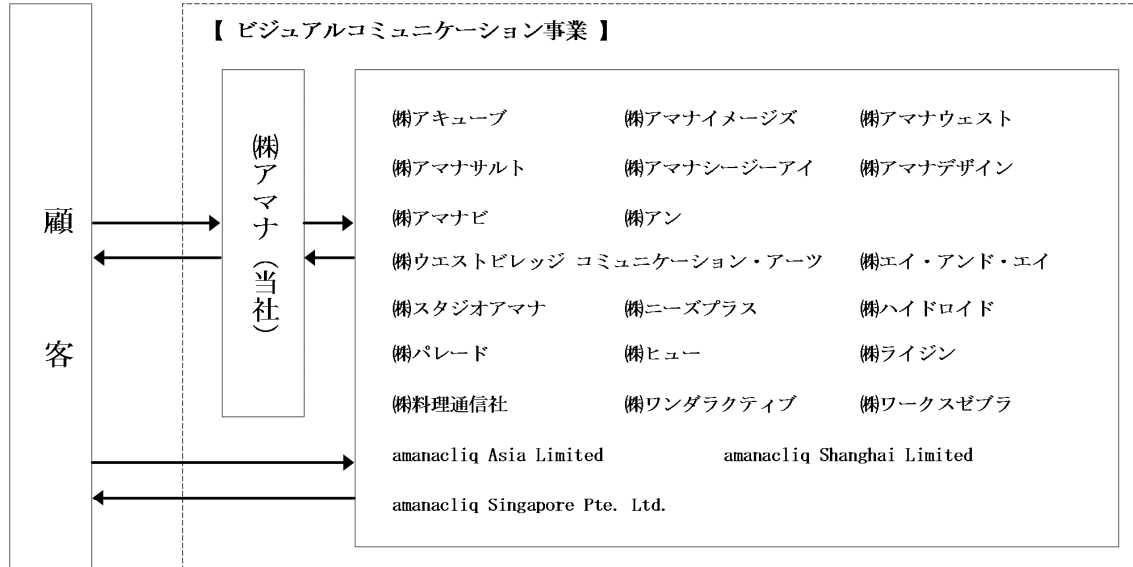 【 ビジュアルコミュニケーション事業 】
顧客
㈱アマナ（当社）
㈱アキューブ ㈱アマナイメージズ ㈱アマナウェスト
㈱アマナサルト ㈱アマナシージーアイ ㈱アマナデザイン
㈱アマナビ ㈱アン
㈱ウエストビレッジ コミュニケーション・アーツ ㈱エイ・アンド・エイ
㈱スタジオアマナ ㈱ニーズプラス ㈱ハイドロイド
㈱パレード ㈱ヒュー ㈱ライジン
㈱料理通信社 ㈱ワンダラクティブ ㈱ワークスゼブラ
amanacliq Asia Limited amanacliq Shanghai Limited
amanacliq Singapore Pte. Ltd.